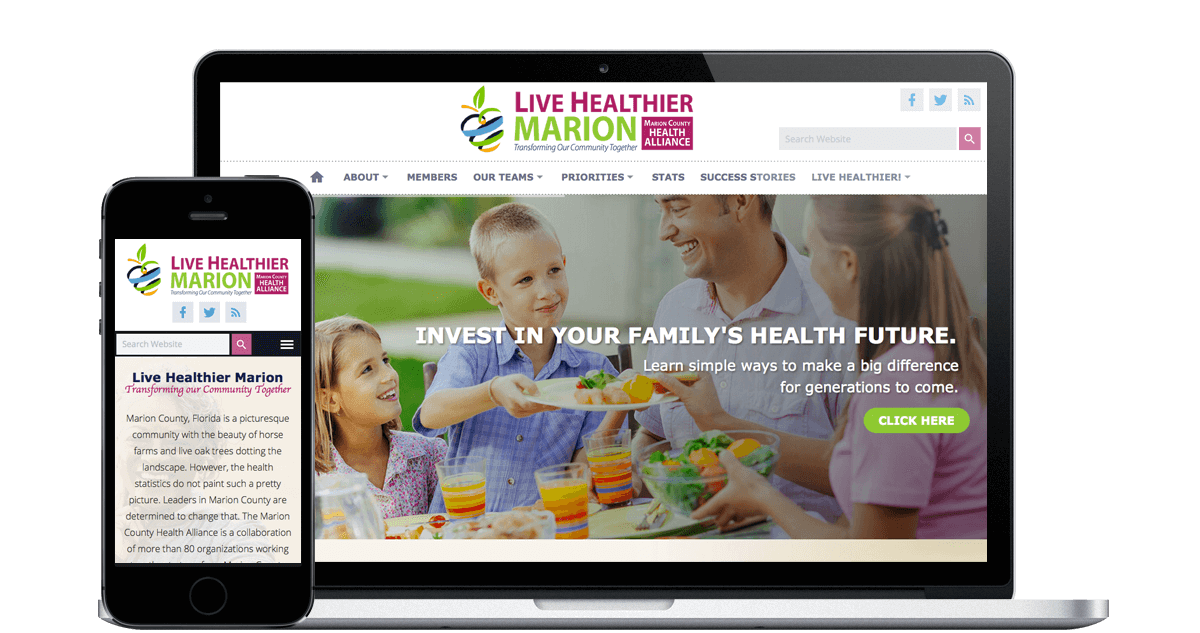 LIVE HEALTHIER
MARION
MARION COUNTY
HEALTH
ALLIANCE
Transforming Our Community Together
Search Website
ABOUT
MEMBERS
OUR TEAMS
PRIORITIES
STATS
SUCCESS STORIES
LIVE HEALTHIER!
INVEST IN YOUR FAMILY'S HEALTH FUTURE.
Learn simple ways to make a big difference
for generations to come.
CLICK HERE
LIVE HEALTHIER
MARION
MARION COUNTY
HEALTH
ALLIANCE
Transforming Our Community Together
Search Website
Live Healthier Marion
Transforming our Community Together
Marion County, Florida is a picturesque
community with the beauty of horse
farms and live oak trees dotting the
landscape. However, the health
statistics do not paint such a pretty
picture. Leaders in Marion County are
determined to change that. The Marion
County Health Alliance is a collaboration
of more than 80 organizations working